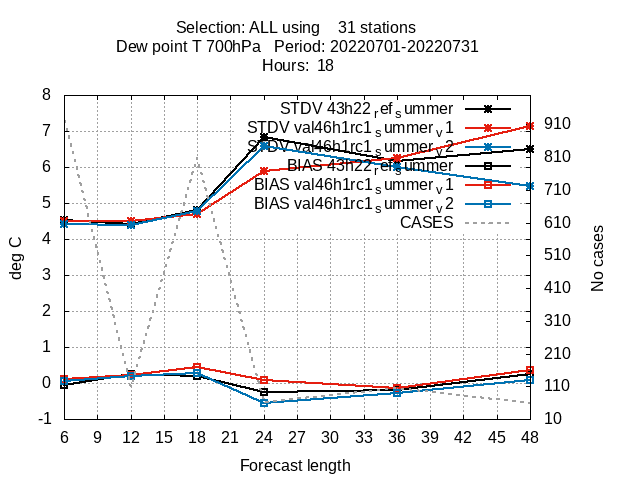 Selection: ALL using    31 stations
Dew point T 700hPa   Period: 20220701-20220731
Hours:  18
8
7
6
5
4
3
2
1
0
-1
deg C
STDV 43h22_ref_summer
STDV val46h1rc1_summer_v1
STDV val46h1rc1_summer_v2
BIAS 43h22_ref_summer
BIAS val46h1rc1_summer_v1
BIAS val46h1rc1_summer_v2
CASES
910
810
710
610
510
410
310
210
110
10
No cases
6 9 12 15 18 21 24 27 30 33 36 39 42 45 48
Forecast length